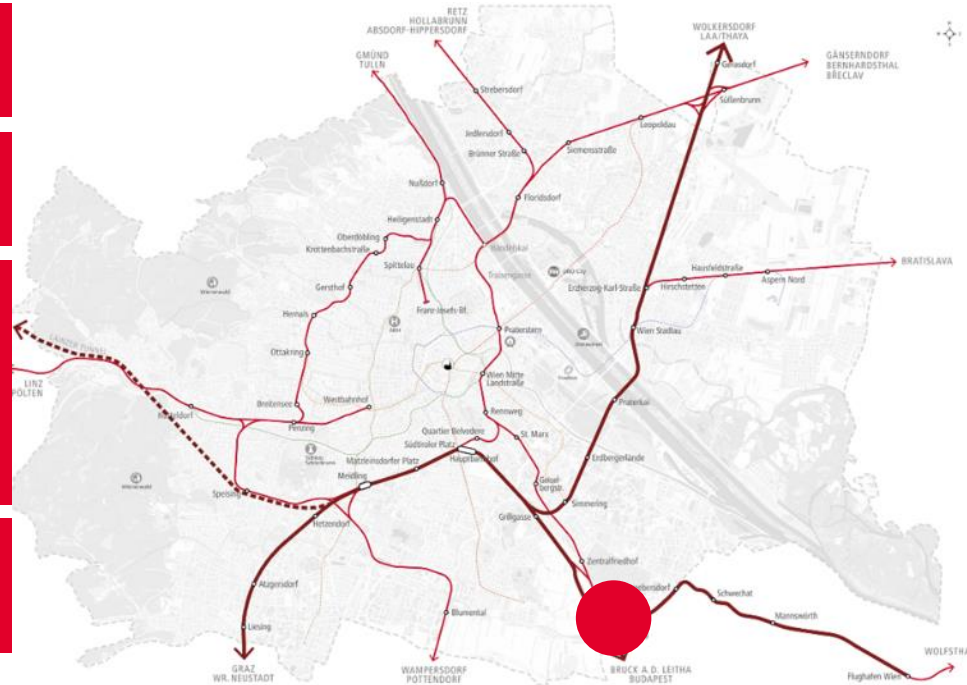 RETZ
HOLLABRUNN
ABSDORF-HIPPERSDORF
GMÜND
TULLN
WOLKERSDORF
LAA/THAYA
GÄNSERNDORF
BERNHARDSTHAL
BŘECLAV
Gerasdorf
Süßenbrunn
Strebersdorf
Leopoldau
Jedlersdorf
Brünner Straße
Siemensstraße
Nußdorf
Floridsdorf
Heiligenstadt
Oberdöbling
Krottenbachstraße
Handelskai
Spittelau
Traisengasse
BRATISLAVA
Hausfeldstraße
Aspern Nord
Erzherzog-Karl-Straße
Hirschstetten
Gersthof
Franz-Josefs-Bf.
Hernals
Praterstern
Wien Stadlau
LAINZER TUNNEL
Ottakring
Wien Mitte
Landstraße
LINZ
PÖLTEN
Breitensee
Westbahnhof
Praterkai
Rennweg
Penzing
Quartier Belvedere
St. Marx
Südtiroler Platz
Hauptbahnhof
Matzleinsdorfer Platz
Erdbergerlände
Meidling
Speising
Simmering
Grillgasse
Hetzendorf
Zentralfriedhof
Atzgersdorf
Schwechat
Blumental
Mannswörth
Liesing
GRAZ
WR. NEUSTADT
WAMPERSDORF
POTTENDORF
BRUCK A.D. LEITHA
BUDAPEST
Flughafen Wien
WOLFSTHA